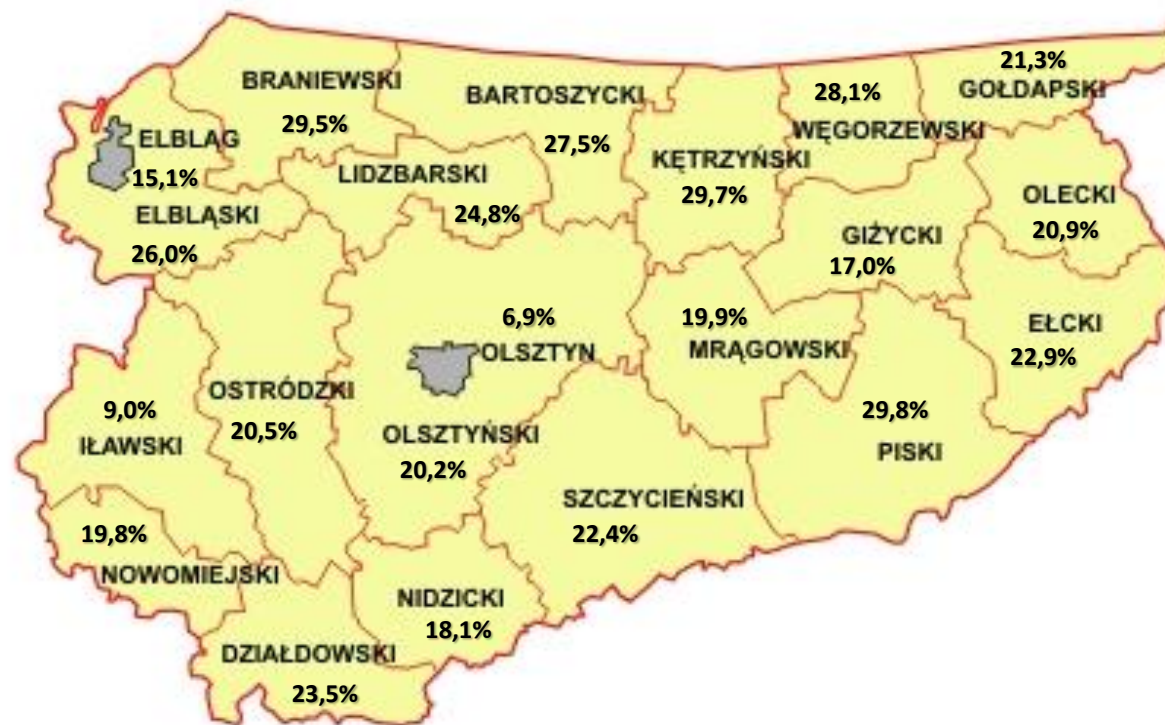 BRANIEWSKI
29,5%
BARTOSZYCKI
27,5%
28,1%
WĘGORZEWSKI
21,3%
GOŁDAPSKI
ELBLĄG
15,1%
ELBLĄSKI
26,0%
LIDZBARSKI
24,8%
KĘTRZYŃSKI
29,7%
GIŻYCKI
17,0%
OLECKI
20,9%
6,9%
OLSZTYN
19,9%
MRĄGOWSKI
EŁCKI
22,9%
9,0%
IŁAWSKI
OSTRÓDZKI
20,5%
OLSZTYŃSKI
20,2%
29,8%
PISKI
SZCZYCIEŃSKI
22,4%
19,8%
NOWOMIEJSKI
NIDZICKI
18,1%
DZIAŁDOWSKI
23,5%